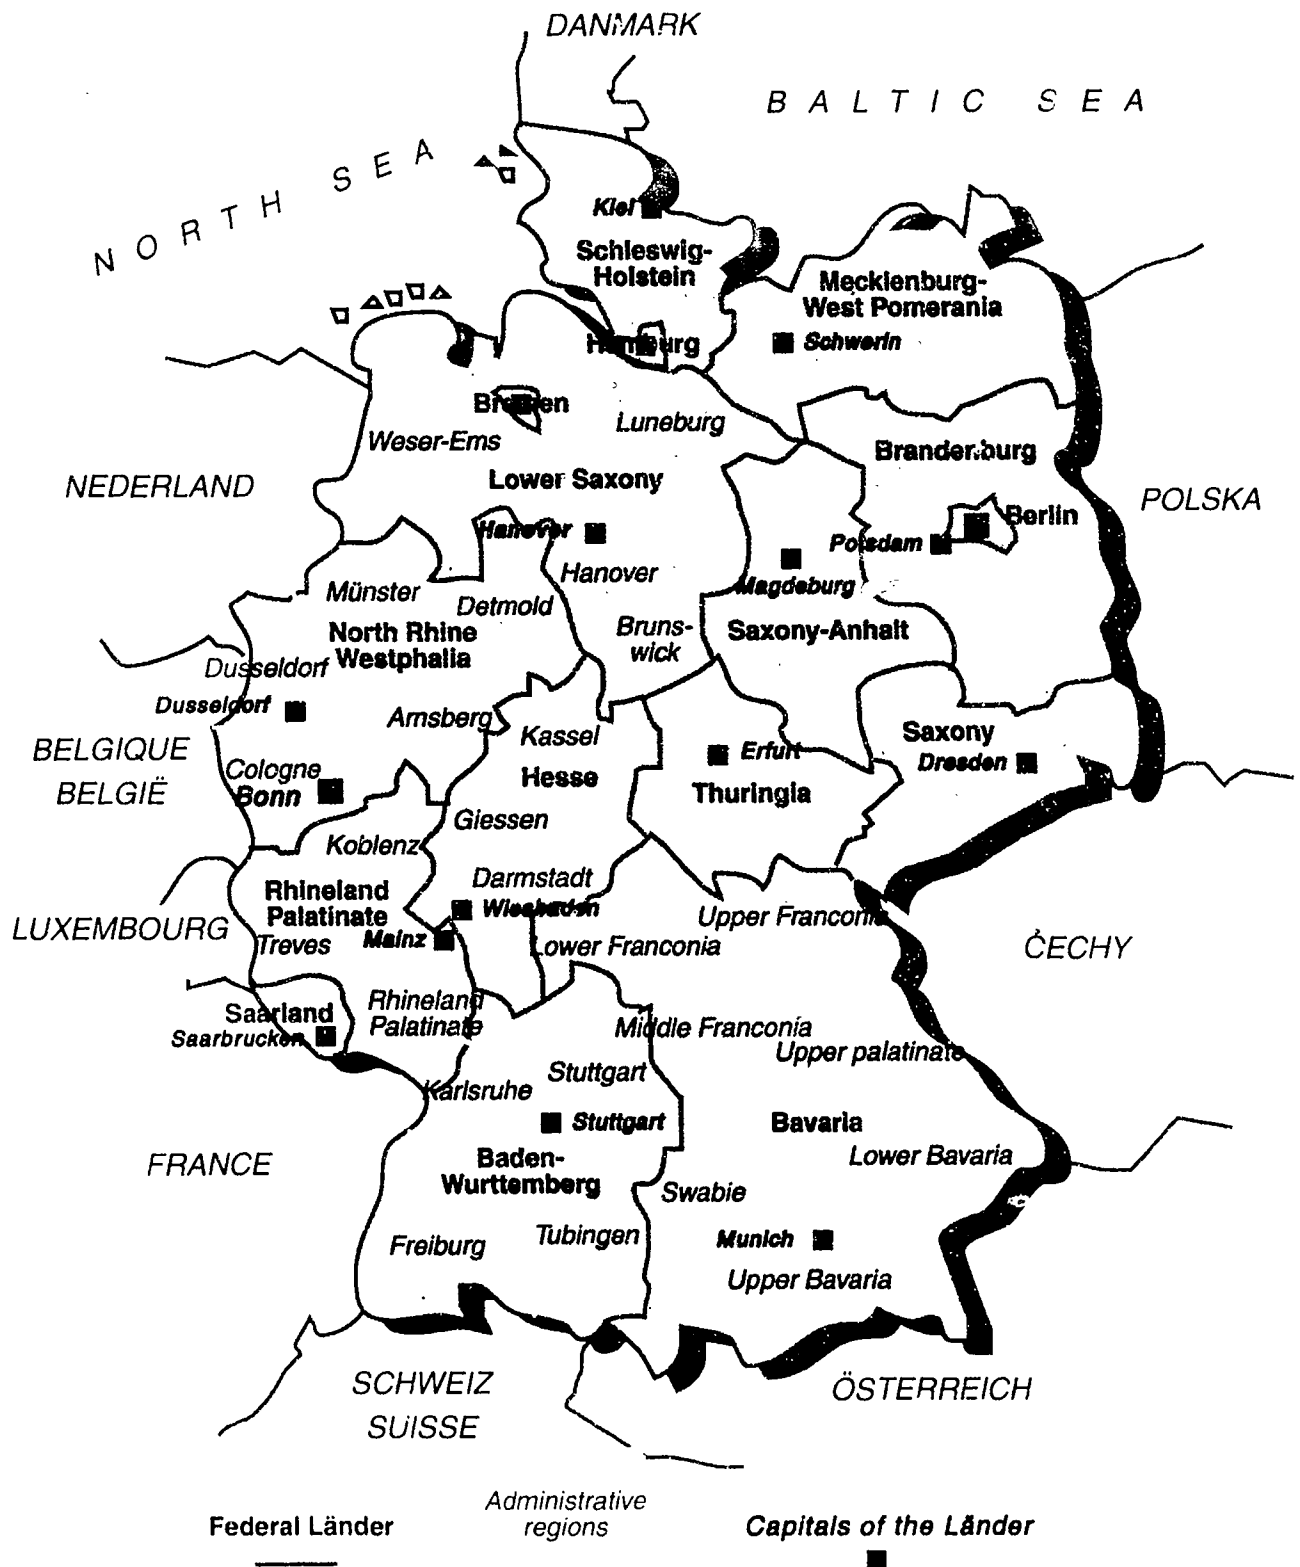 DANMARK
BALTIC SEA
NORTH SEA
Kiel
Schleswig-
Holstein
Mecklenburg-
West Pomerania
Schwerin
Hamburg
Bremen
Luneburg
Weser-Ems
Brandenburg
Lower Saxony
NEDERLAND
POLSKA
Berlin
Hanover
Potsdam
Hanover
Magdeburg
Münster
Detmold
North Rhine
Westphalia
Bruns-
wick
Saxony-Anhalt
Dusseldorf
Dusseldorf
Arnsberg
Kassel
Saxony
Dresden
Erfurt
BELGIQUE
BELGIË
Cologne
Bonn
Hesse
Thuringia
Giessen
Koblenz
Darmstadt
Rhineland
Palatinate
Wiesbaden
Upper Franconia
LUXEMBOURG
Treves
Mainz
Lower Franconia
ČECHY
Saarland
Saarbrucken
Rhineland
Palatinate
Middle Franconia
Upper palatinate
Stuttgart
Karlsruhe
Stuttgart
Bavaria
FRANCE
Baden-
Wurttemberg
Lower Bavaria
Swabie
Freiburg
Tubingen
Munich
Upper Bavaria
SCHWEIZ
SUISSE
ÖSTERREICH
Federal Länder
Administrative
regions
Capitals of the Länder